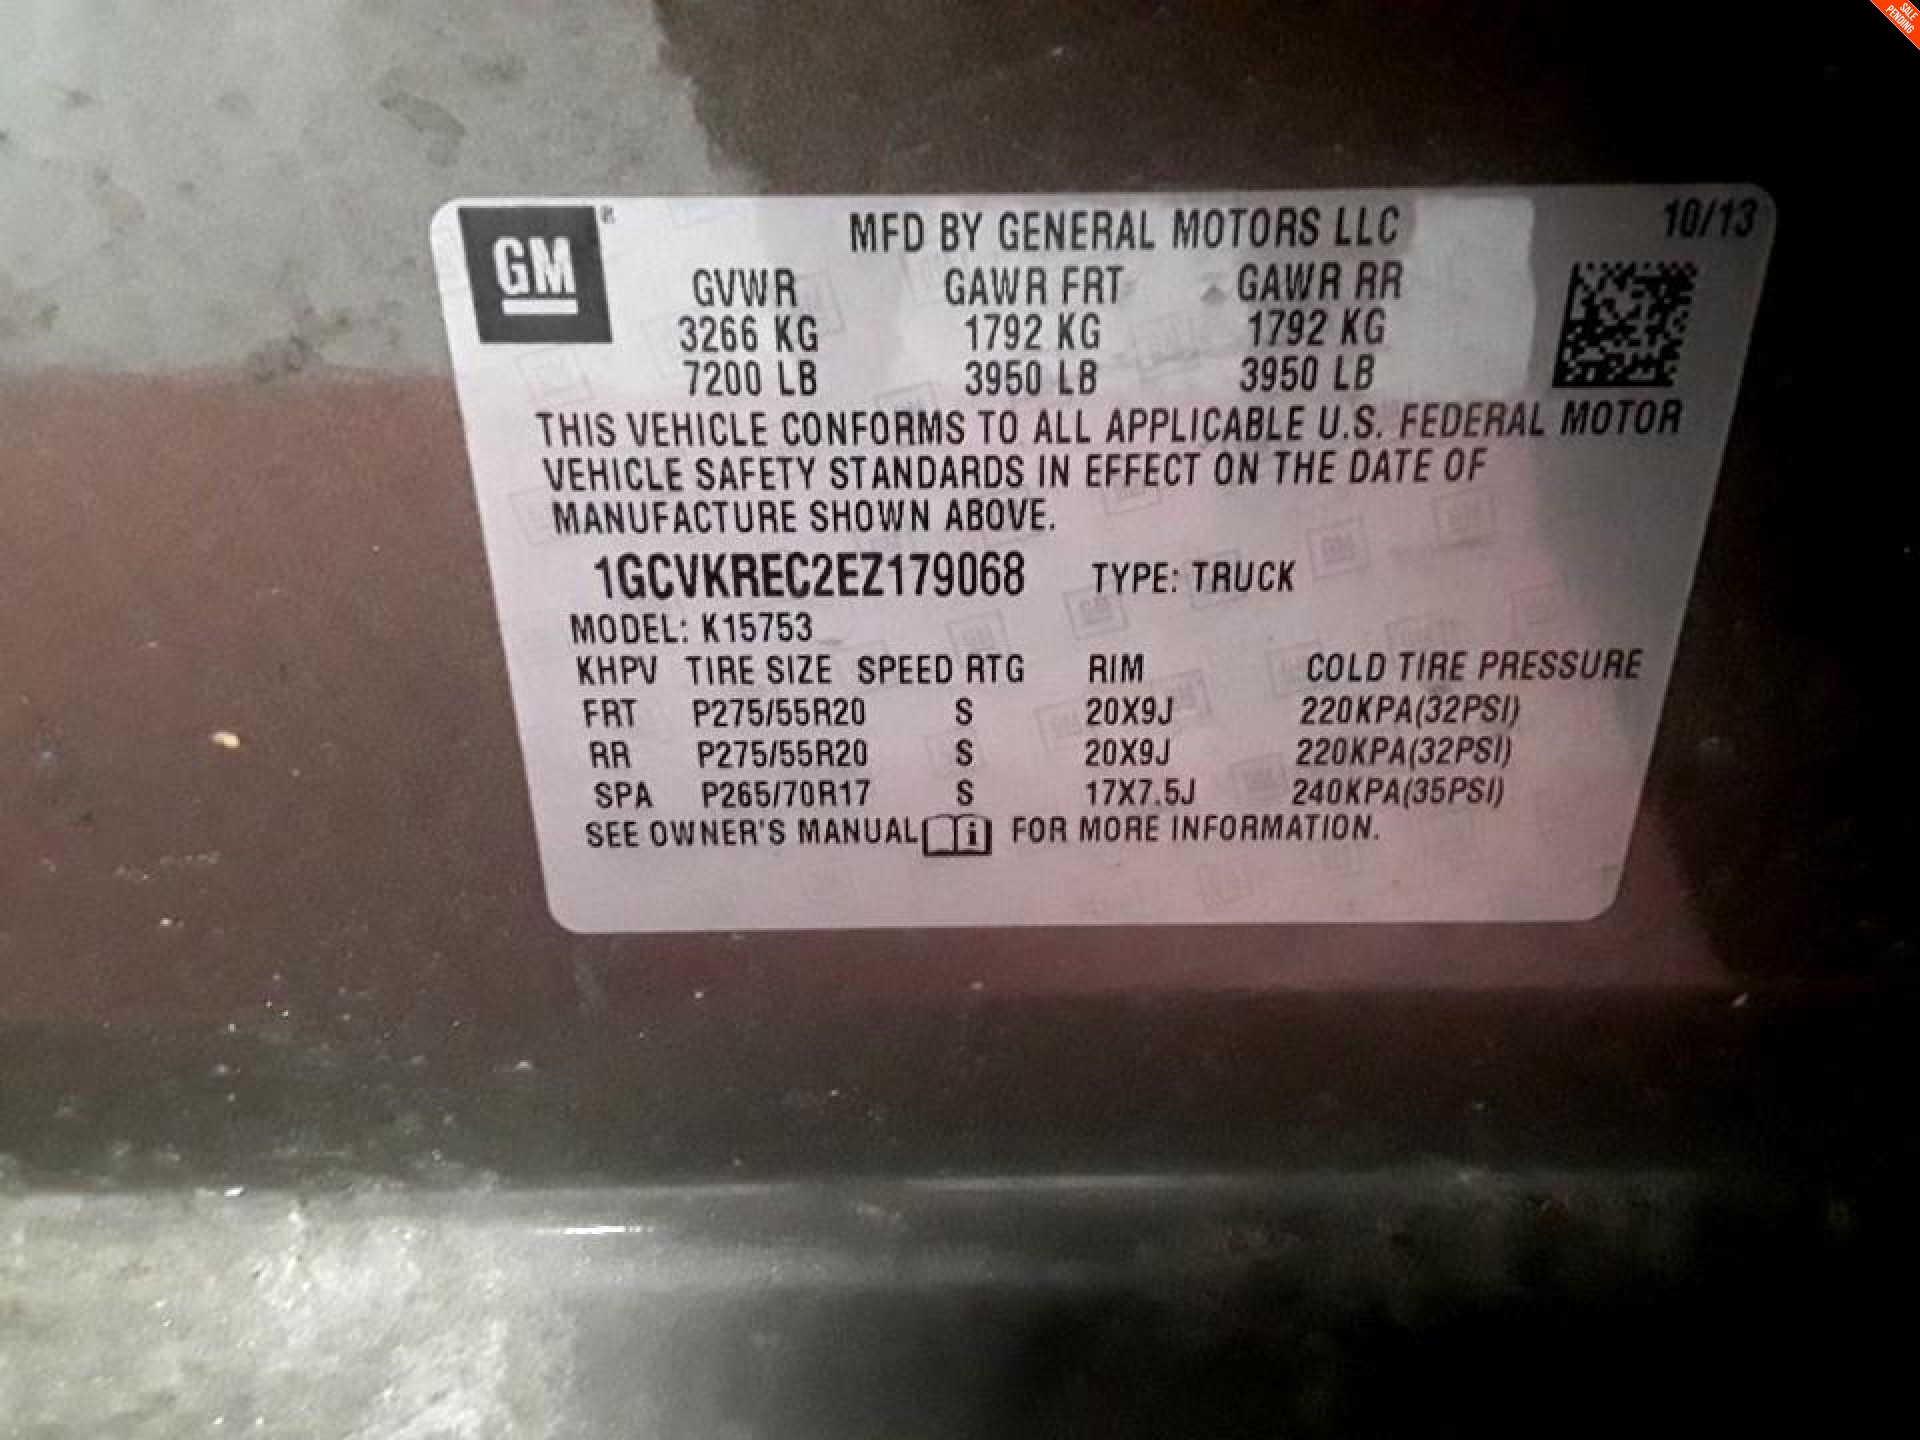 SALE
PENDING
GM
MFD BY GENERAL MOTORS LLC 10/13
GVWR GAWR FRT GAWR RR
3266 KG 1792 KG 1792 KG
7200 LB 3950 LB 3950 LB
THIS VEHICLE CONFORMS TO ALL APPLICABLE U.S. FEDERAL MOTOR
VEHICLE SAFETY STANDARDS IN EFFECT ON THE DATE OF
MANUFACTURE SHOWN ABOVE.
1GCVKREC2EZ179068 TYPE: TRUCK
MODEL: K15753
KHPV TIRE SIZE SPEED RTG RIM COLD TIRE PRESSURE
FRT P275/55R20 S 20X9J 220KPA(32PSI)
RR P275/55R20 S 20X9J 220KPA(32PSI)
SPA P265/70R17 S 17X7.5J 240KPA(35PSI)
SEE OWNER'S MANUAL i FOR MORE INFORMATION.